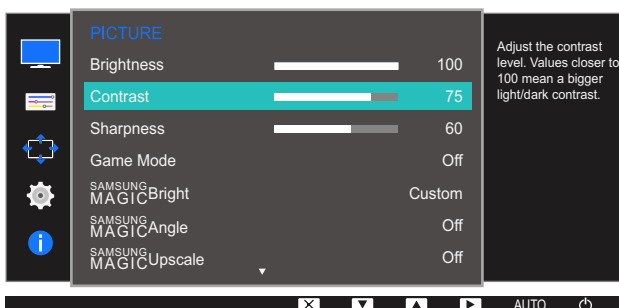 PICTURE
Brightness 100
Contrast 75
Sharpness 60
Game Mode Off
SAMSUNG MAGIC Bright Custom
SAMSUNG MAGIC Angle Off
SAMSUNG MAGIC Upscale Off
Adjust the contrast
level. Values closer to
100 mean a bigger
light/dark contrast.
AUTO